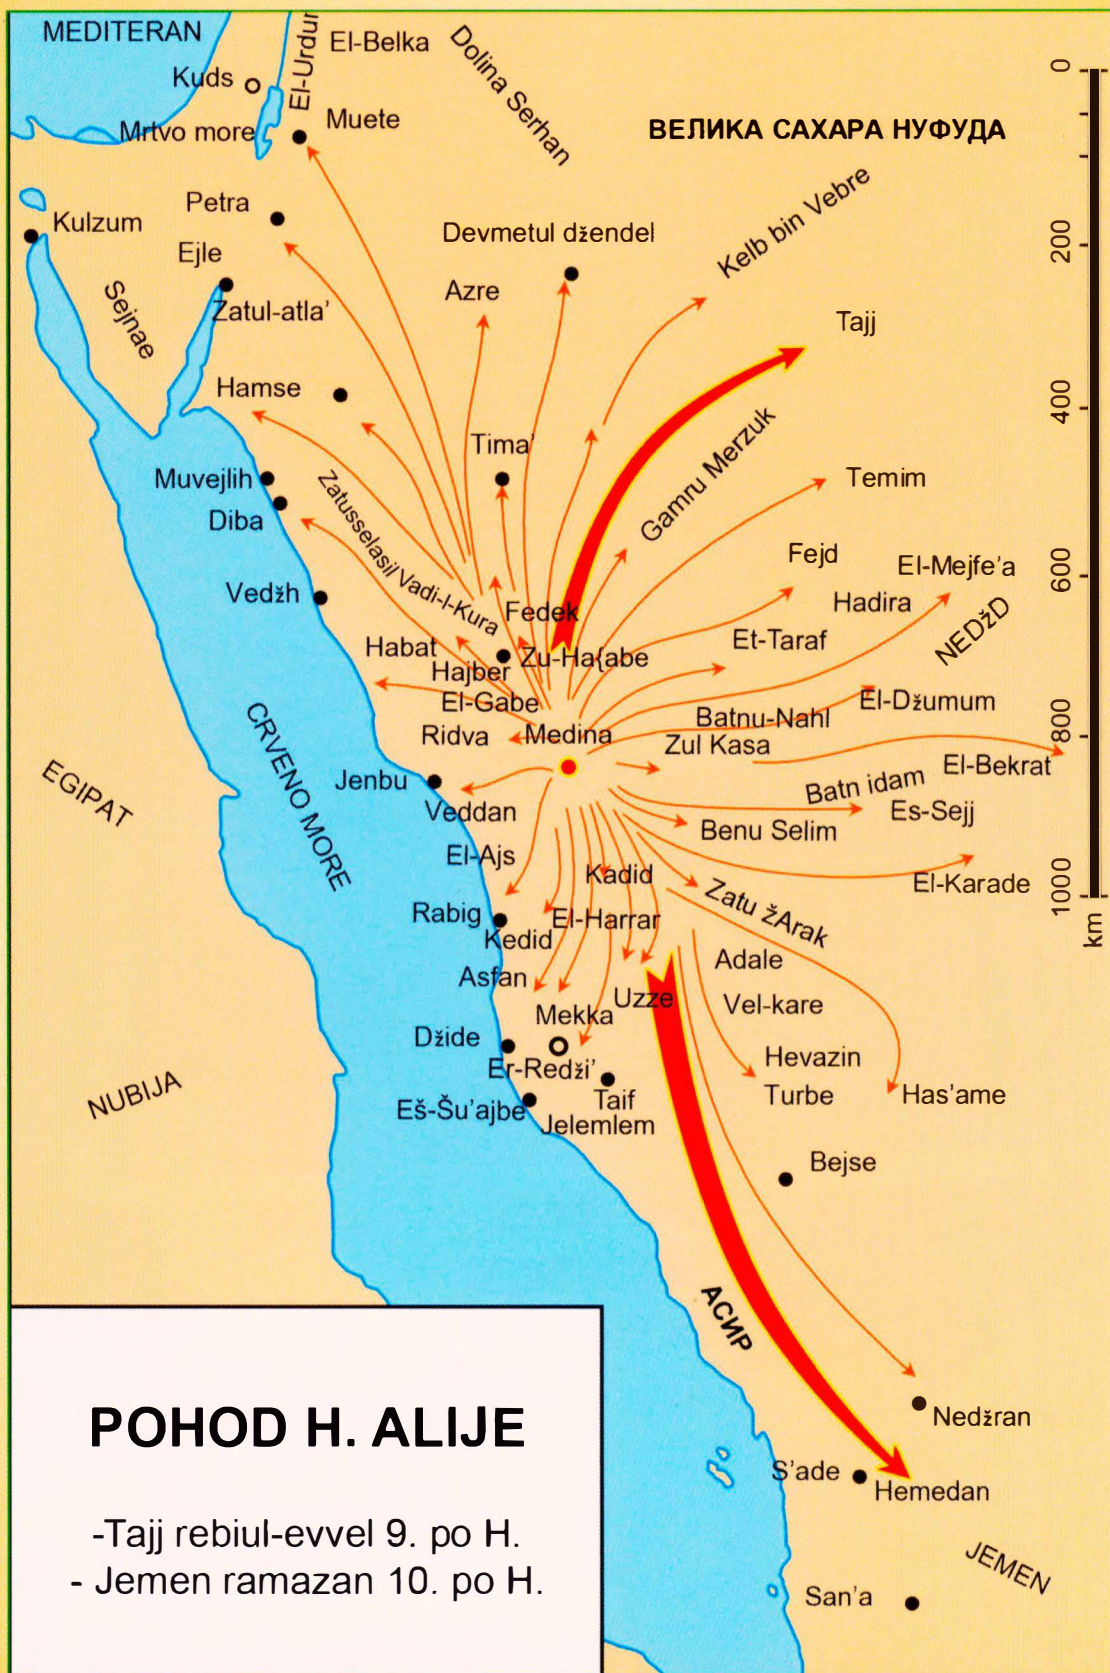 MEDITERAN
El-Urdun
El-Belka
Dolina Serhan
Kuds
Mrtvo more
Muete
ВЕЛИКА САХАРА НУФУДА
0
Petra
Kulzum
Devmetul džendel
Kelb bin Vebre
200
Ejle
Azre
Sejnae
Zatul-atla'
Tajj
Hamse
400
Tima'
Gamru Merzuk
Muvejlih
Zatusselasil
Temim
Diba
Vadi-l-Kura
Fejd
El-Mejfe'a
600
Vedžh
Fedek
Hadira
Habat
Hajber
Zu-Ha{abe
Et-Taraf
NEDžD
El-Gabe
El-Džumum
Ridva
Medina
Batnu-Nahl
Zul Kasa
800
CRVENO MORE
EGIPAT
Jenbu
El-Bekrat
Batn idam
Veddan
Benu Selim
Es-Sejj
El-Ajs
Kadid
El-Karade
1000
km
Rabig
El-Harrar
Zatu žArak
Kedid
Asfan
Adale
Uzze
Vel-kare
Mekka
Džide
Er-Redži'
Hevazin
NUBIJA
Taif
Turbe
Has'ame
Eš-Šu'ajbe
Jelemlem
Bejse
АСИР
Nedžran
S'ade
Hemedan
JEMEN
San'a
POHOD H. ALIJE
-Tajj rebiul-evvel 9. po H.
- Jemen ramazan 10. po H.